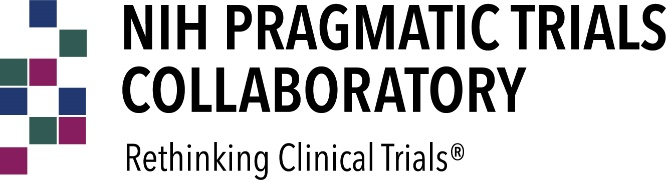 NIH PRAGMATIC TRIALS
COLLABORATORY
Rethinking Clinical Trials®